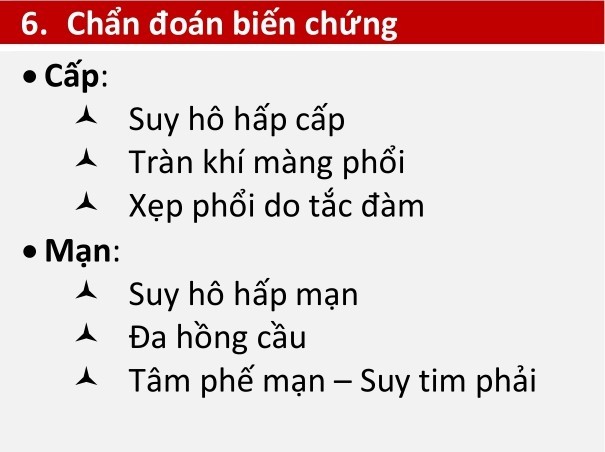 6. Chẩn đoán biến chứng
• Cấp:
Suy hô hấp cấp
Tràn khí màng phổi
Xẹp phổi do tắc đàm
• Mạn:
Suy hô hấp mạn
Đa hồng cầu
Tâm phế mạn – Suy tim phải